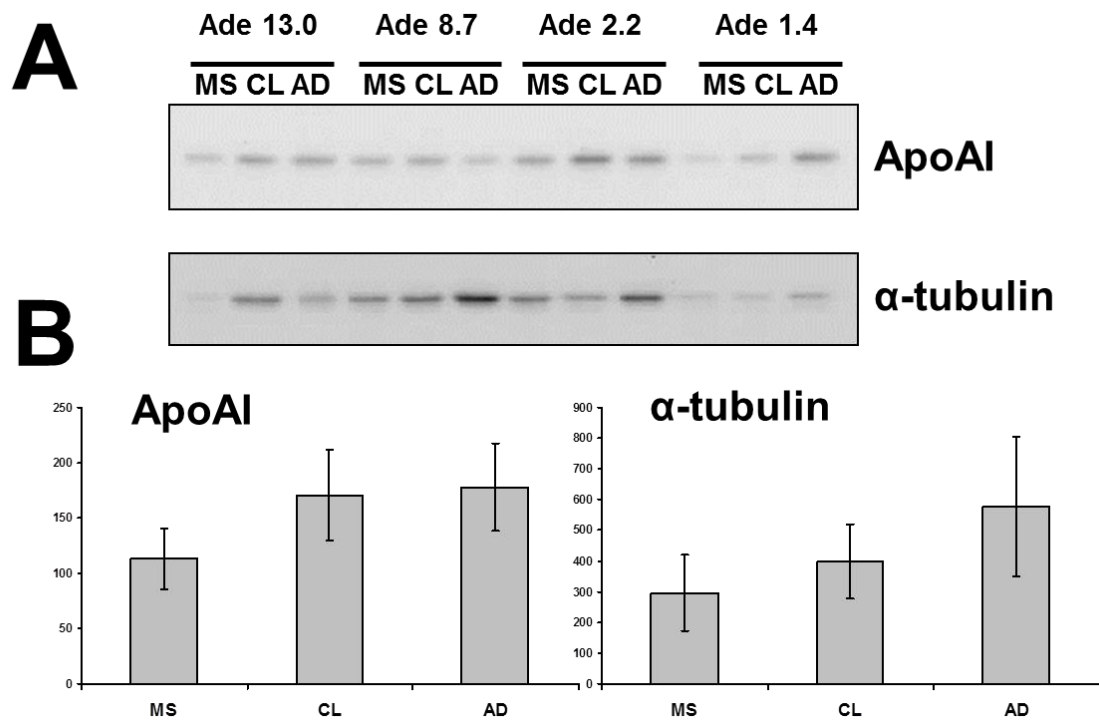 A
Ade 13.0 Ade 8.7 Ade 2.2 Ade 1.4
MS CL AD MS CL AD MS CL AD MS CL AD
ApoAI
α-tubulin
B
ApoAI
250
200
150
100
50
0
MS CL AD
α-tubulin
900
800
700
600
500
400
300
200
100
0
MS CL AD